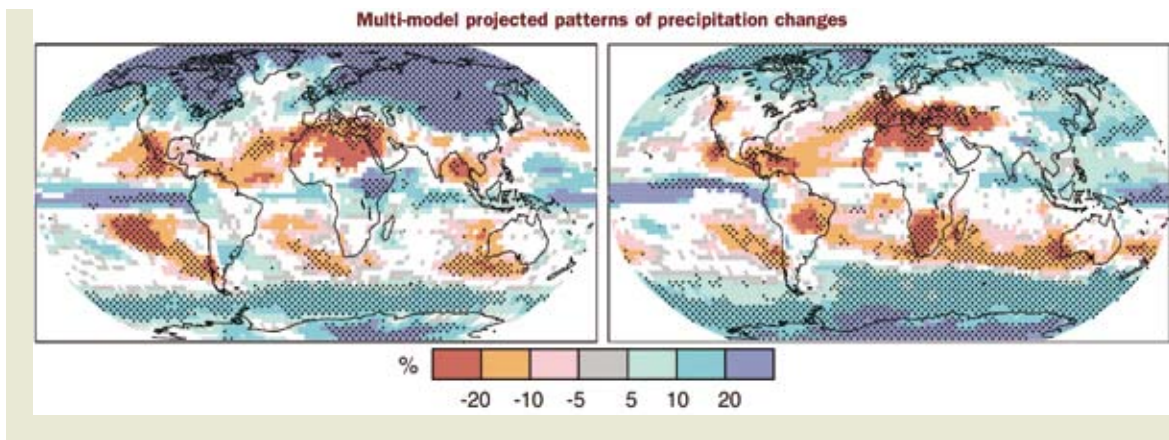 Multi-model projected patterns of precipitation changes
%
-20 -10 -5 5 10 20